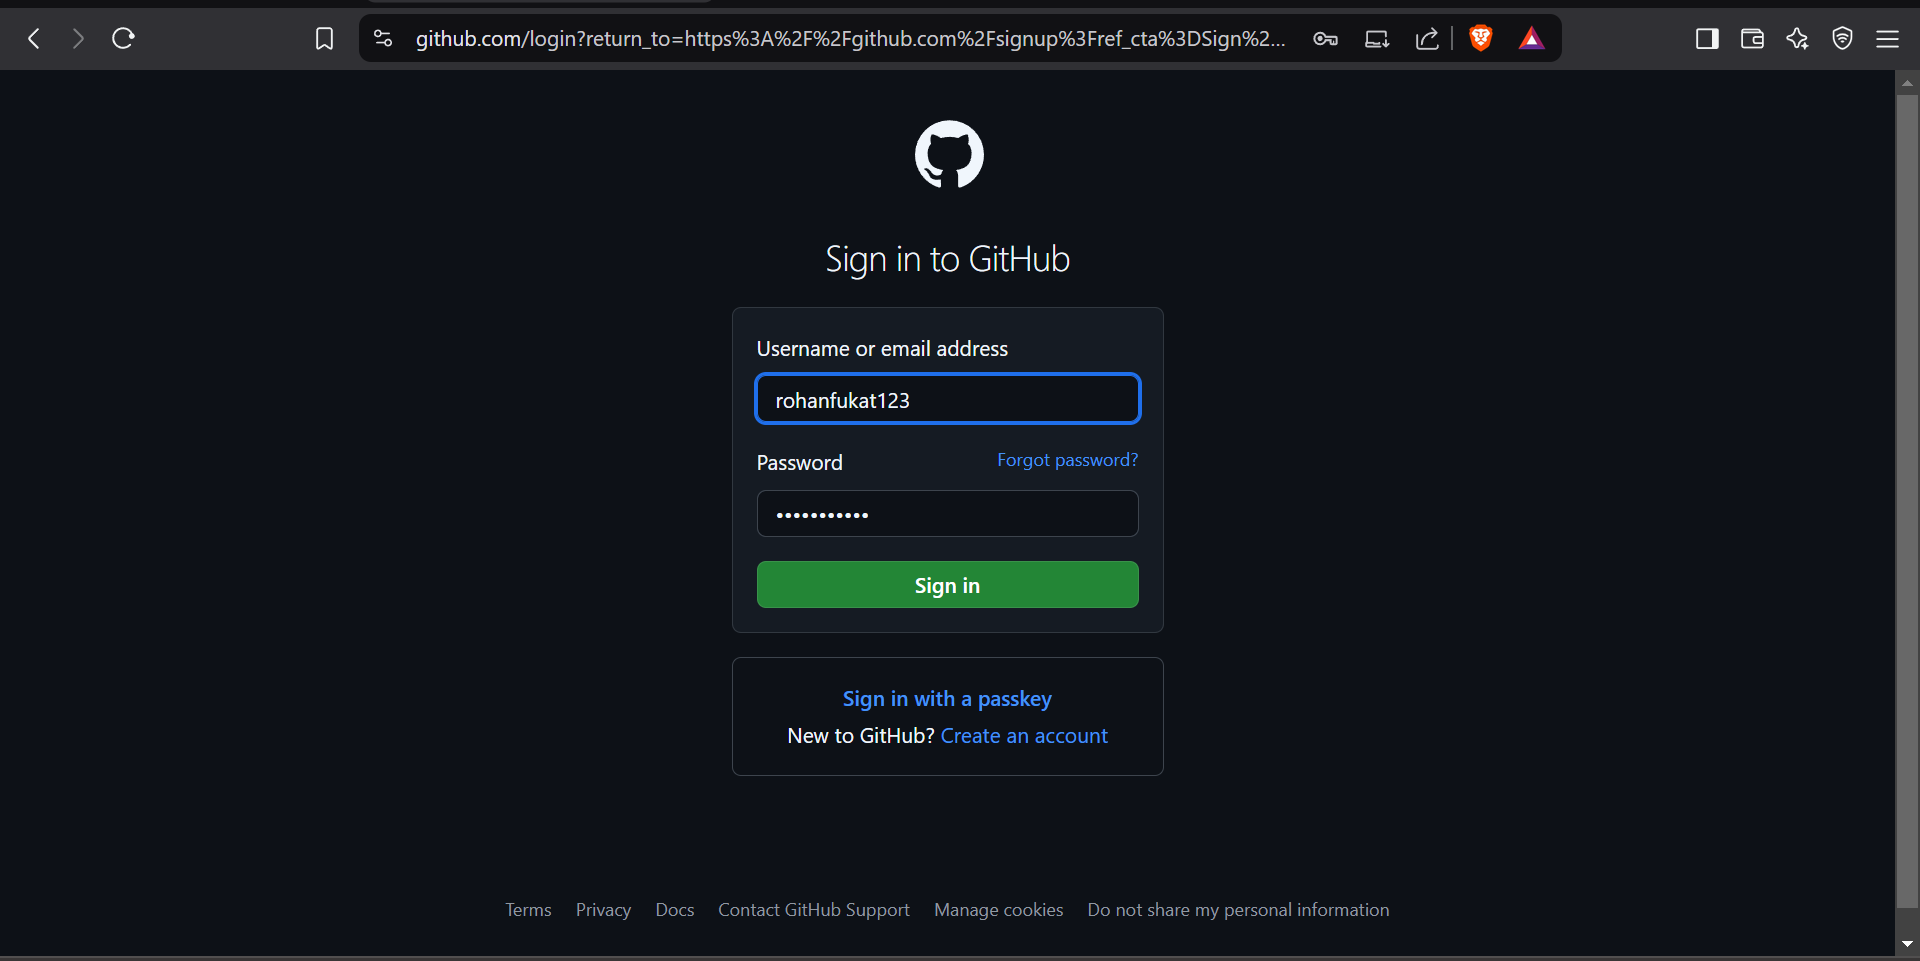 github.com/login?return_to=https%3A%2F%2Fgithub.com%2Fsignup%3Fref_cta%3DSign%2...
Sign in to GitHub
Username or email address
rohanfukat123
Password Forgot password?
•••••••••••
Sign in
Sign in with a passkey
New to GitHub? Create an account
Terms Privacy Docs Contact GitHub Support Manage cookies Do not share my personal information